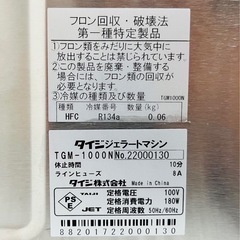 フロン回収・破壊法
第一種特定製品
1)フロン類をみだりに大気中に
放出することは禁じられています。
2)この製品を廃棄・整備する
場合には、フロン類の回収が
必要となります。
3)冷媒の種類及び数量 TGM1000N
種類 冷媒番号 数量(kg)
HFC R134a 0.06
タイジジェラートマシン
TGM-1000N No.22000130
休止時間 10分
ラインヒューズ 8A
タイジ株式会社 Made in China
PS
E
TAIJI
JET
定格電圧 100V
定格消費電力 180W
定格周波数 50/60Hz
8820172200013 0